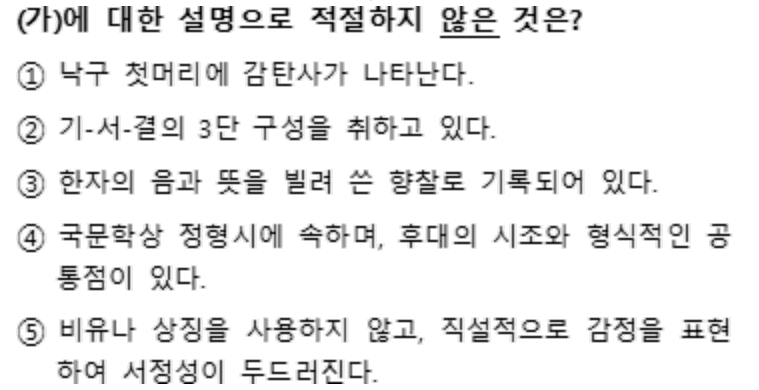 (가)에 대한 설명으로 적절하지 않은 것은?
① 낙구 첫머리에 감탄사가 나타난다.
② 기-서-결의 3단 구성을 취하고 있다.
③ 한자의 음과 뜻을 빌려 쓴 향찰로 기록되어 있다.
④ 국문학상 정형시에 속하며, 후대의 시조와 형식적인 공
통점이 있다.
⑤ 비유나 상징을 사용하지 않고, 직설적으로 감정을 표현
하여 서정성이 두드러진다.